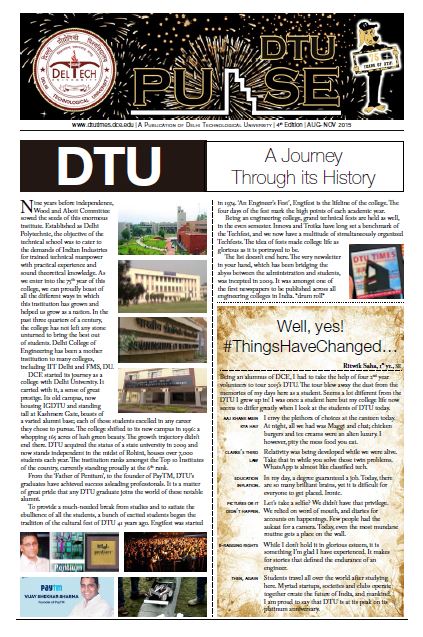 DELTECH
DELHI TECHNOLOGICAL UNIVERSITY
DTU
PULSE
75
YEARS OF DTU
www.dtutimes.dce.edu | A Publication of Delhi Technological University | 4th Edition | AUG-NOV 2015
DTU
A Journey
Through its History
Nine years before independence,
Wood and Abott Committee
sowed the seeds of this enormous
institute. Established as Delhi
Polytechnic, the objective of the
technical school was to cater to
the demands of Indian Industries
for trained technical manpower
with practical experience and
sound theoretical knowledge. As
we enter into the 75th year of this
college, we can proudly boast of
all the different ways in which
this institution has grown and
helped us grow as a nation. In the
past three quarters of a century,
the college has not left any stone
unturned to bring the best out
of students. Delhi College of
Engineering has been a mother
institution to many colleges,
including IIT Delhi and FMS, DU.
DCE started its journey as a
college with Delhi University. It
carried with it, a sense of great
prestige. Its old campus, now
housing IGDTU and standing
tall at Kashmere Gate, boasts of
a varied alumni base; each of those students excelled in any career
they chose to pursue. The college shifted to its new campus in 1996: a
whopping 165 acres of lush green beauty. The growth trajectory didn't
end there. DTU acquired the status of a state university in 2009 and
now stands independent in the midst of Rohini, houses over 7,000
students each year. The institution ranks amongst the Top 10 Institutes
of the country, currently standing proudly at the 6th rank.
From the 'Father of Pentium', to the founder of PayTM, DTU's
graduates have achieved success exceeding professorials. It is a matter
of great pride that any DTU graduate joins the world of those notable
alumni.
To provide a much-needed break from studies and to satiate the
ebullience of all the students, a bunch of excited students began the
tradition of the cultural fest of DTU 41 years ago. Engifest was started
pentium
Paytm
VIJAY SHEKHAR SHARMA
Founder of PayTM
in 1974. 'An Engineer's Fest', Engifest is the lifeline of the college. The
four days of the fest mark the high points of each academic year.
Being an engineering college, grand technical fests are held as well,
in the even semester. Innova and Troika have long set a benchmark of
the Techfest, and we now have a multitude of simultaneously organized
Techfests. The idea of fests made college life as
glorious as it is portrayed to be.
The list doesn't end here. The very newsletter
in your hand, which has been bridging the
abyss between the administration and students,
was incepted in 2009. It was amongst one of
the first newspapers to be published across all
engineering colleges in India. *drum roll*
DTU TIMES
Well, yes!
#ThingsHaveChanged...
Ritwik Saha, 2nd yr., SE
Being an alumnus of DCE, I had to take the help of four 2nd year
volunteers to tour 2015's DTU. The tour blew away the dust from the
memories of my days here as a student. Seems a lot different from the
DTU I grew up in! I was once a student here but my college life now
seems to differ greatly when I look at the students of DTU today.
AAJ KHANEY MEIN
KYA HAI?
I envy the plethora of choices at the canteen today.
At night, all we had was Maggi and chai; chicken
burgers and ice creams were an alien luxury. I
however, pity the mess food you eat.
CLARKE'S THIRD
LAW
Relativity was being developed while we were alive.
Take that in while you solve those twin problems.
WhatsApp is almost like classified tech.
EDUCATION
INFLATION.
In my day, a degree guaranteed a job. Today, there
are so many brilliant brains, yet it is difficult for
everyone to get placed. Ironic.
PICTURES OR IT
DIDN'T HAPPEN.
Let's take a selfie? We didn't have that privilege.
We relied on word of mouth, and diaries for
accounts on happenings. Few people had the
askaat for a camera. Today, even the most mundane
routine gets a place on the wall.
While I don't hold it in glorious esteem, it is
something I'm glad I have experienced. It makes
for stories that defined the endurance of an
engineer.
THEN, AGAIN
Students travel all over the world after studying
here. Myriad startups, societies and clubs operate
together create the future of India, and mankind.
I am proud to say that DTU is at its peak on its
platinum anniversary.